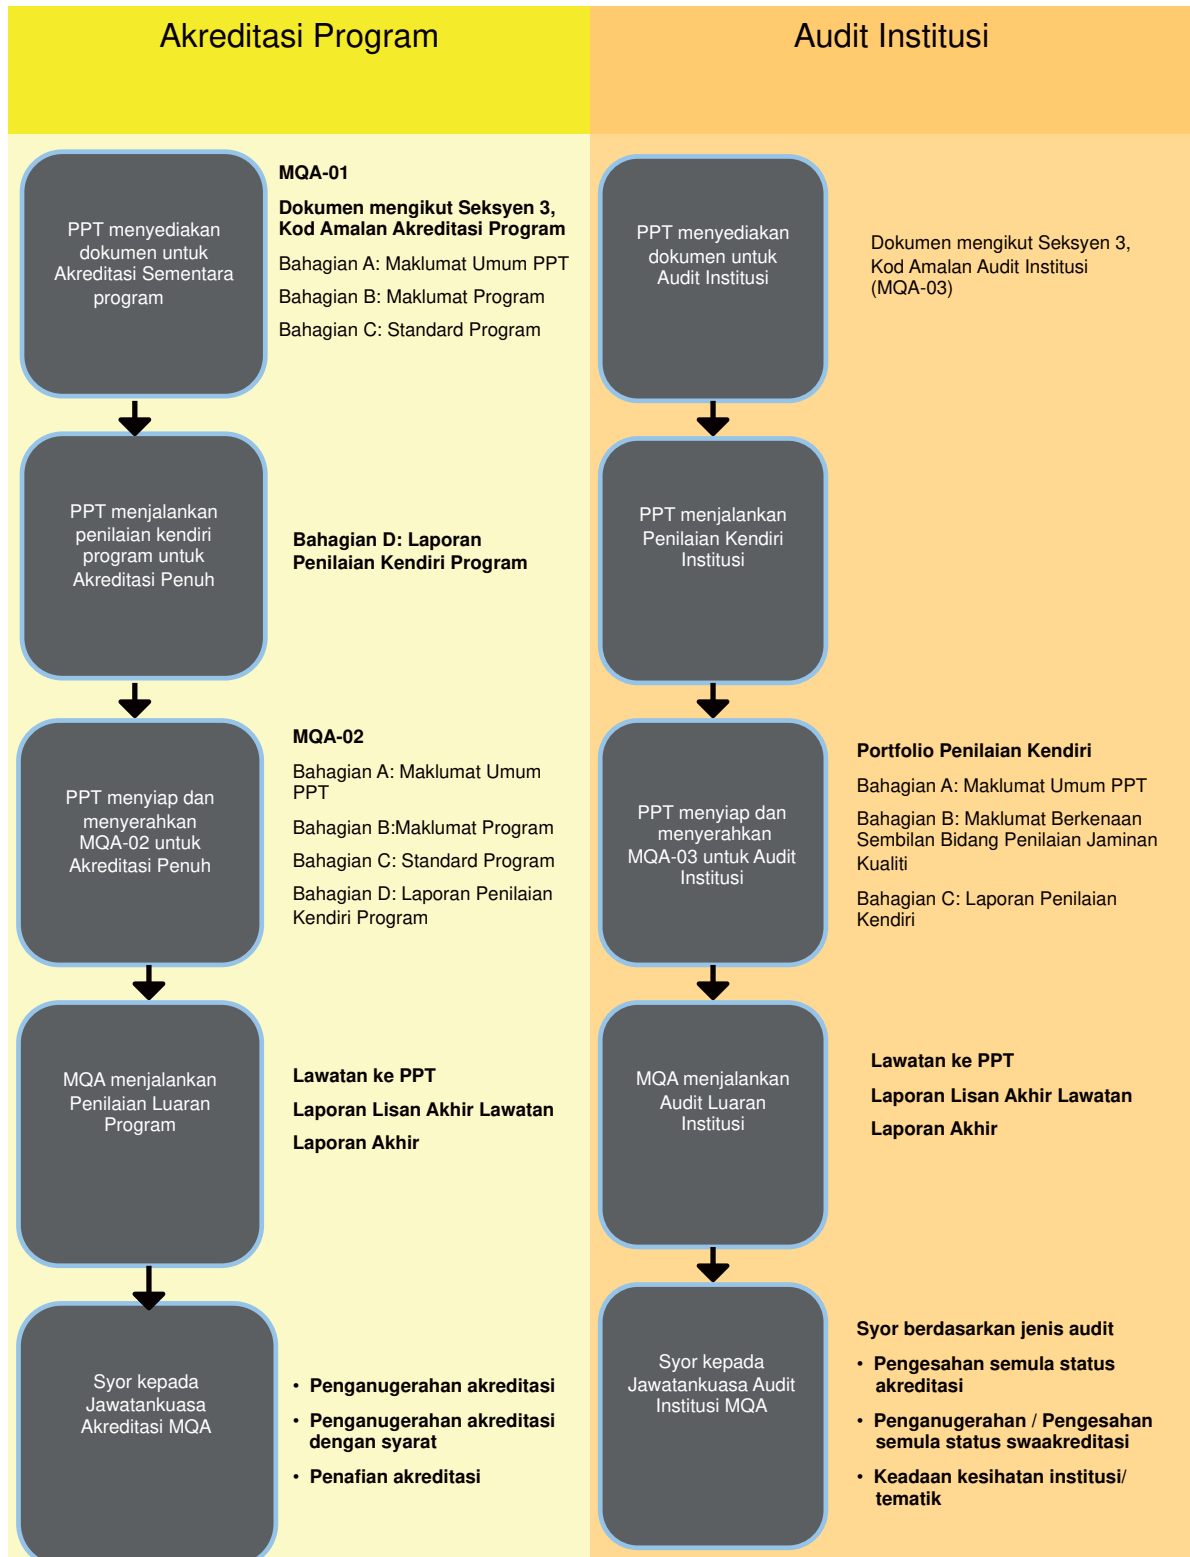 Akreditasi Program
PPT menyediakan
dokumen untuk
Akreditasi Sementara
program
MQA-01
Dokumen mengikut Seksyen 3,
Kod Amalan Akreditasi Program
Bahagian A: Maklumat Umum PPT
Bahagian B: Maklumat Program
Bahagian C: Standard Program
PPT menjalankan
penilaian kendiri
program untuk
Akreditasi Penuh
Bahagian D: Laporan
Penilaian Kendiri Program
PPT menyiap dan
menyerahkan
MQA-02 untuk
Akreditasi Penuh
MQA-02
Bahagian A: Maklumat Umum
PPT
Bahagian B:Maklumat Program
Bahagian C: Standard Program
Bahagian D: Laporan Penilaian
Kendiri Program
MQA menjalankan
Penilaian Luaran
Program
Lawatan ke PPT
Laporan Lisan Akhir Lawatan
Laporan Akhir
Syor kepada
Jawatankuasa
Akreditasi MQA
• Penganugerahan akreditasi
• Penganugerahan akreditasi
dengan syarat
• Penafian akreditasi
Audit Institusi
PPT menyediakan
dokumen untuk
Audit Institusi
Dokumen mengikut Seksyen 3,
Kod Amalan Audit Institusi
(MQA-03)
PPT menjalankan
Penilaian Kendiri
Institusi
PPT menyiap dan
menyerahkan
MQA-03 untuk Audit
Institusi
Portfolio Penilaian Kendiri
Bahagian A: Maklumat Umum PPT
Bahagian B: Maklumat Berkenaan
Sembilan Bidang Penilaian Jaminan
Kualiti
Bahagian C: Laporan Penilaian
Kendiri
MQA menjalankan
Audit Luaran
Institusi
Lawatan ke PPT
Laporan Lisan Akhir Lawatan
Laporan Akhir
Syor kepada
Jawatankuasa Audit
Institusi MQA
Syor berdasarkan jenis audit
• Pengesahan semula status
akreditasi
• Penganugerahan / Pengesahan
semula status swaakreditasi
• Keadaan kesihatan institusi/
tematik